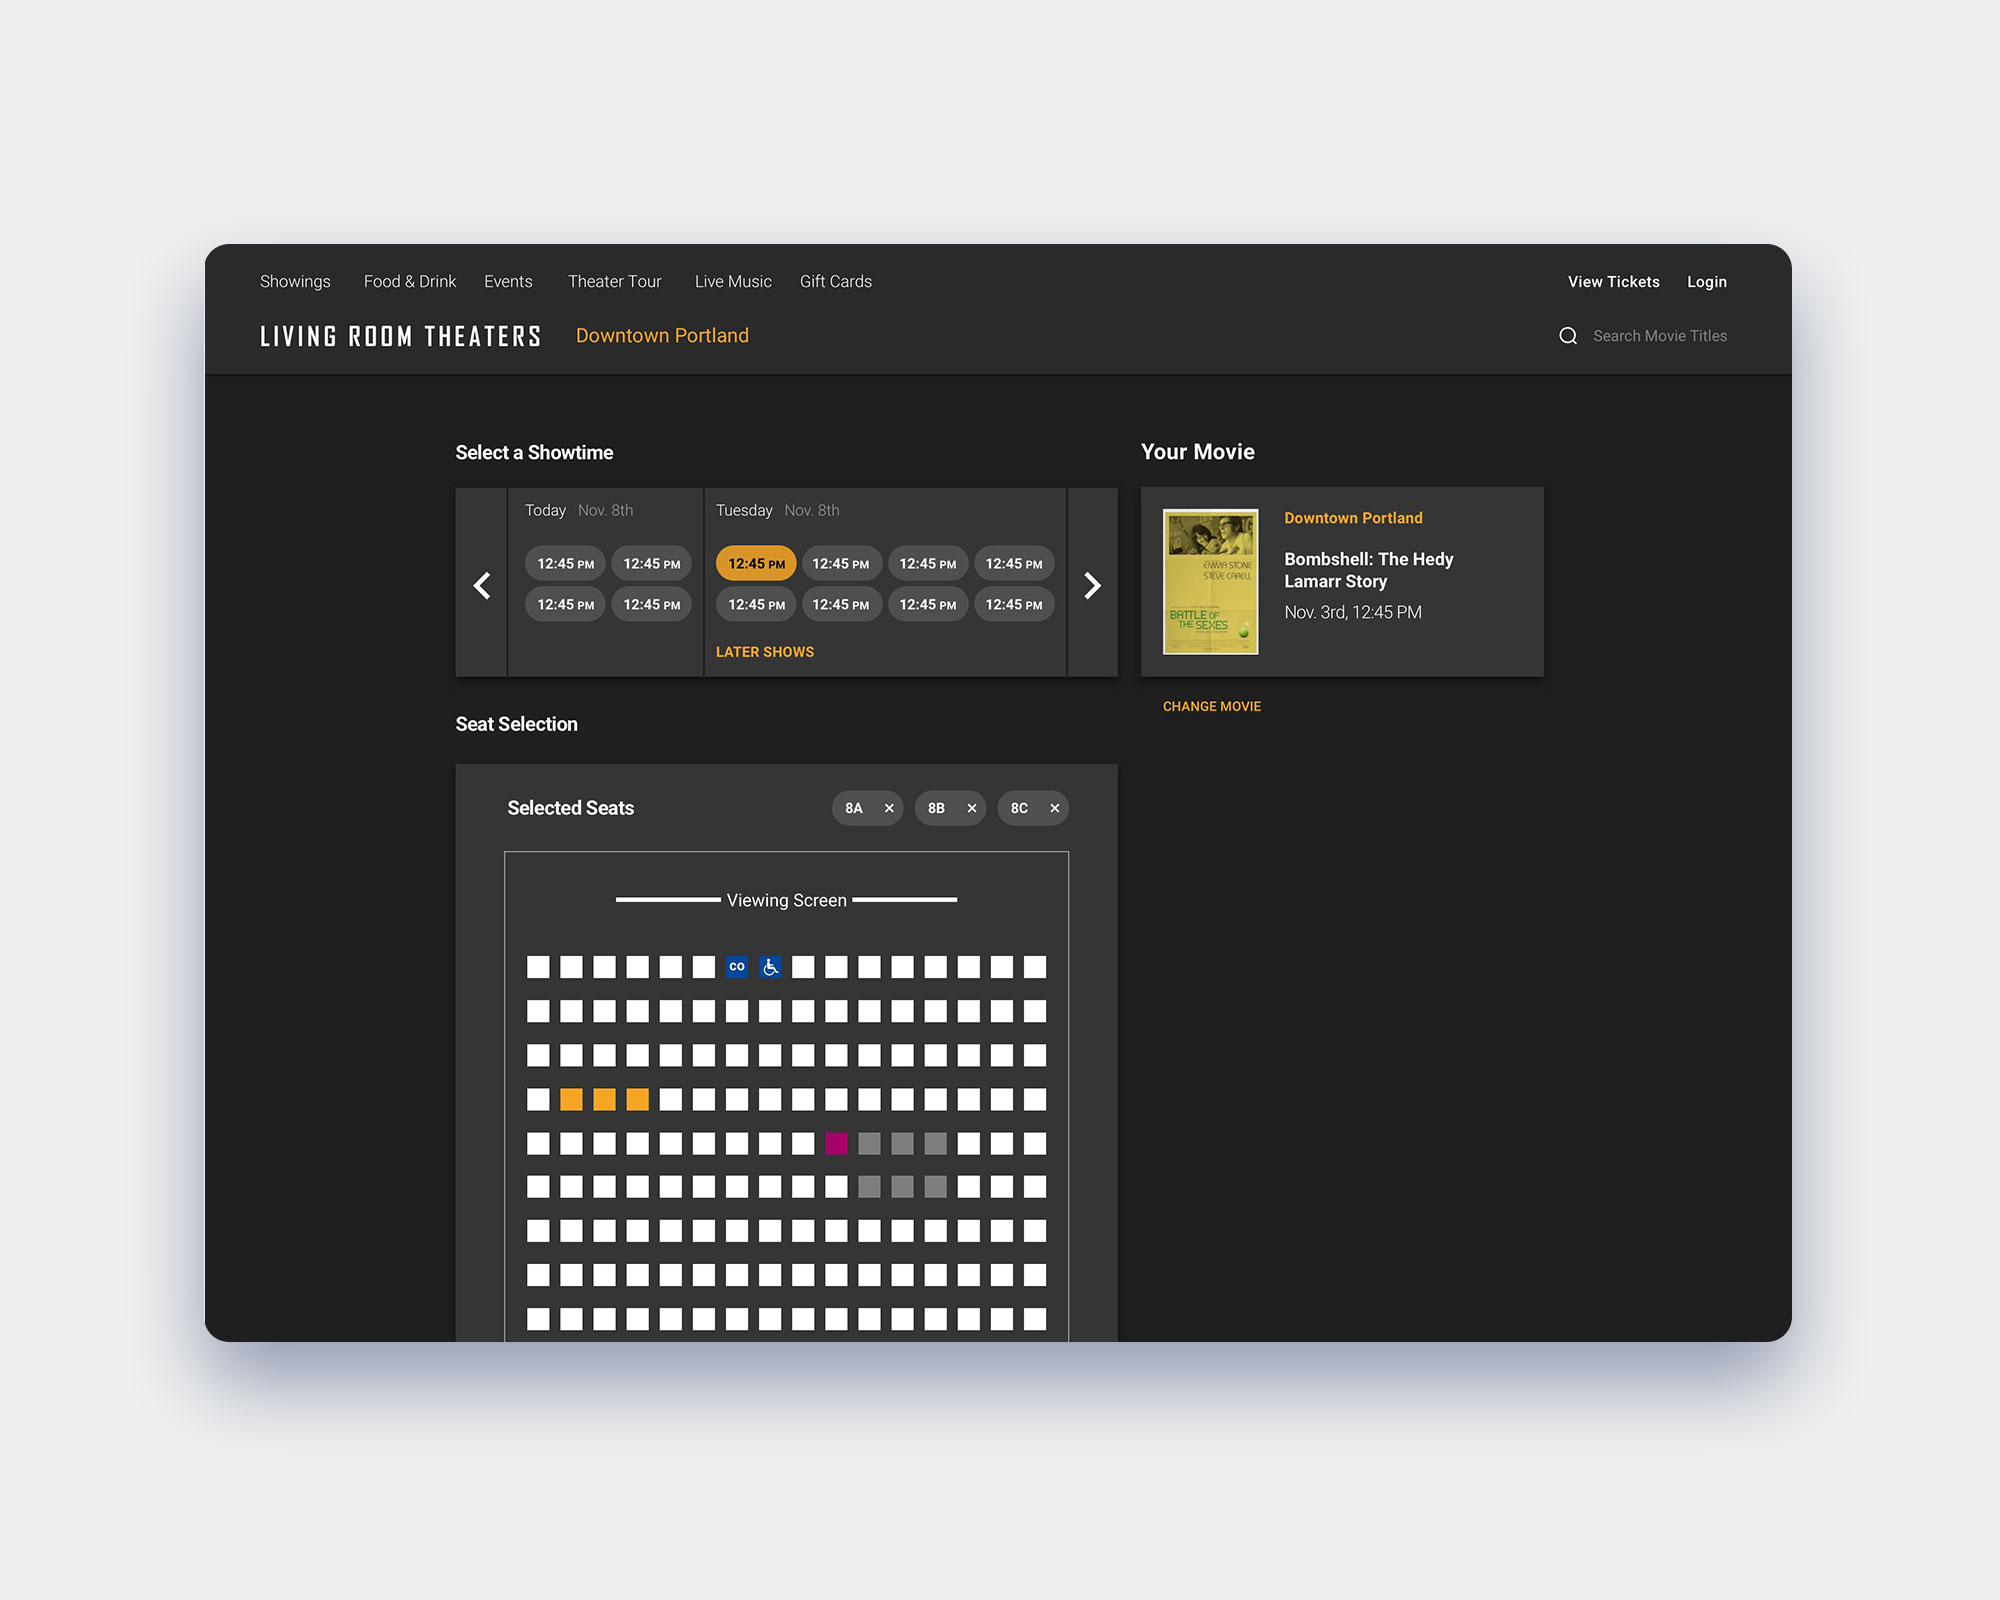 Showings Food & Drink Events Theater Tour Live Music Gift Cards View Tickets Login
LIVING ROOM THEATERS Downtown Portland Search Movie Titles
Select a Showtime
Today Nov. 8th Tuesday Nov. 8th
12:45 PM 12:45 PM 12:45 PM 12:45 PM 12:45 PM 12:45 PM
12:45 PM 12:45 PM 12:45 PM 12:45 PM 12:45 PM 12:45 PM
LATER SHOWS
Your Movie
EMMA STONE
STEVE CARELL
BATTLE OF
THE SEXES
Downtown Portland
Bombshell: The Hedy
Lamarr Story
Nov. 3rd, 12:45 PM
CHANGE MOVIE
Seat Selection
Selected Seats 8A × 8B × 8C ×
Viewing Screen
CO